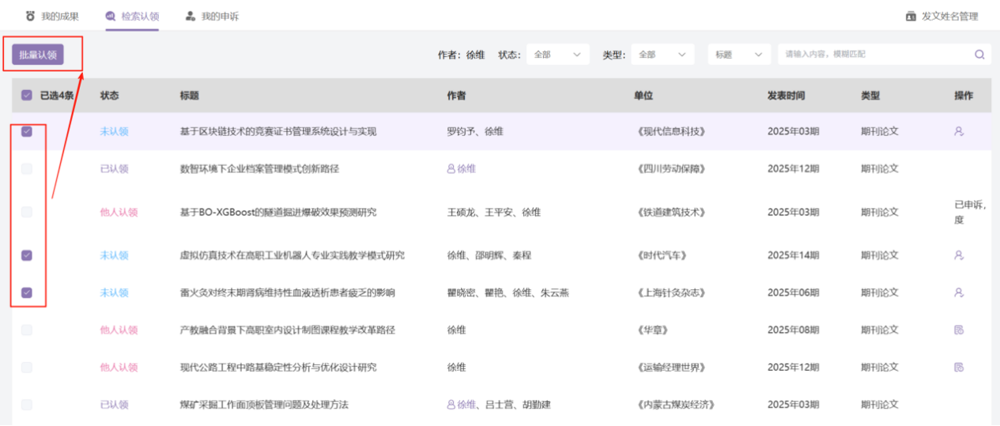 我的成果 检索认领 我的申诉 发文姓名管理
批量认领 作者：徐维 状态：全部 类型：全部 标题 请输入内容，模糊匹配
已选4条 状态 标题 作者 单位 发表时间 类型 操作
未认领 基于区块链技术的竞赛证书管理系统设计与实现 罗钧予、徐维 《现代信息科技》 2025年03期 期刊论文
已认领 数智环境下企业档案管理模式创新路径 徐维 《四川劳动保障》 2025年12期 期刊论文
他人认领 基于BO-XGBoost的隧道掘进爆破效果预测研究 王硕龙、王平安、徐维 《铁道建筑技术》 2025年03期 期刊论文 已申诉，
度
未认领 虚拟仿真技术在高职工业机器人专业实践教学模式研究 徐维、邵明辉、秦程 《时代汽车》 2025年14期 期刊论文
未认领 雷火灸对终末期肾病维持性血液透析患者疲乏的影响 瞿晓密、瞿艳、徐维、朱云燕 《上海针灸杂志》 2025年06期 期刊论文
他人认领 产教融合背景下高职室内设计制图课程教学改革路径 徐维 《华章》 2025年08期 期刊论文
他人认领 现代公路工程中路基稳定性分析与优化设计研究 徐维 《运输经理世界》 2025年12期 期刊论文
已认领 煤矿采掘工作面顶板管理问题及处理方法 徐维、吕士营、胡勤建 《内蒙古煤炭经济》 2025年03期 期刊论文